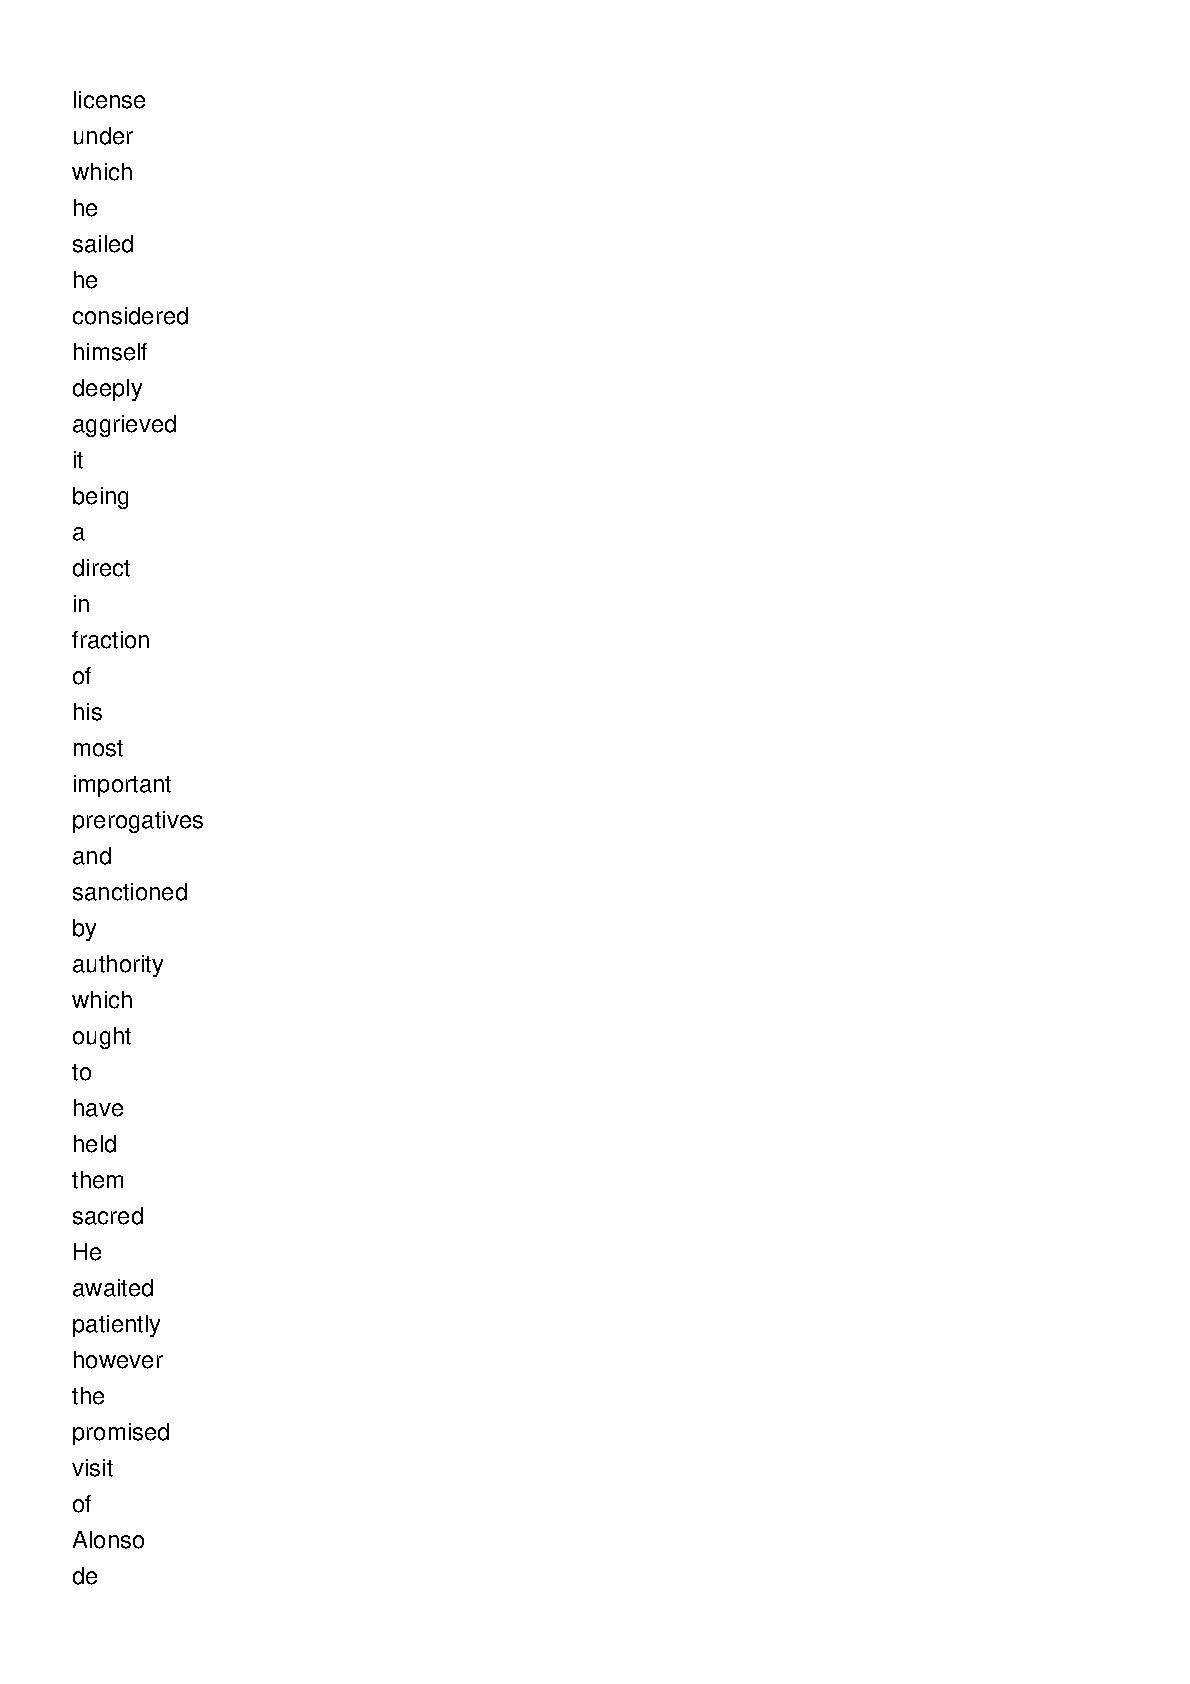 license
under
which
he
sailed
he
considered
himself
deeply
aggrieved
it
being
a
direct
in
fraction
of
his
most
important
prerogatives
and
sanctioned
by
authority
which
ought
to
have
held
them
sacred
He
awaited
patiently
however
the
promised
visit
of
Alonso
de